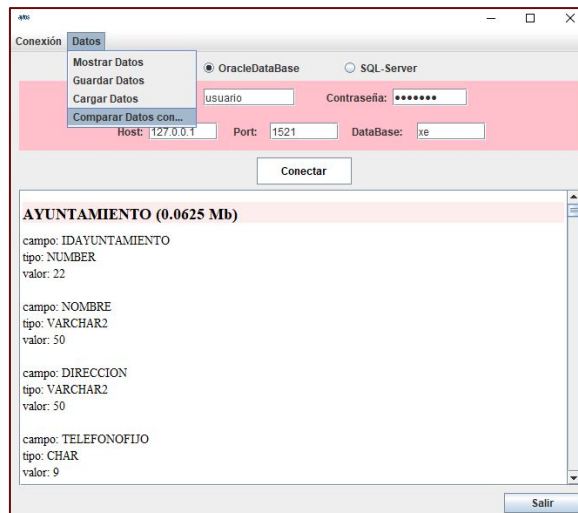 aytos
Conexión Datos
Mostrar Datos
Guardar Datos
Cargar Datos
Comparar Datos con...
OracleDataBase SQL-Server
usuario Contraseña: ●●●●●●●
Host: 127.0.0.1 Port: 1521 DataBase: xe
Conectar
AYUNTAMIENTO (0.0625 Mb)
campo: IDAYUNTAMIENTO
tipo: NUMBER
valor: 22
campo: NOMBRE
tipo: VARCHAR2
valor: 50
campo: DIRECCION
tipo: VARCHAR2
valor: 50
campo: TELEFONOFIJO
tipo: CHAR
valor: 9
Salir